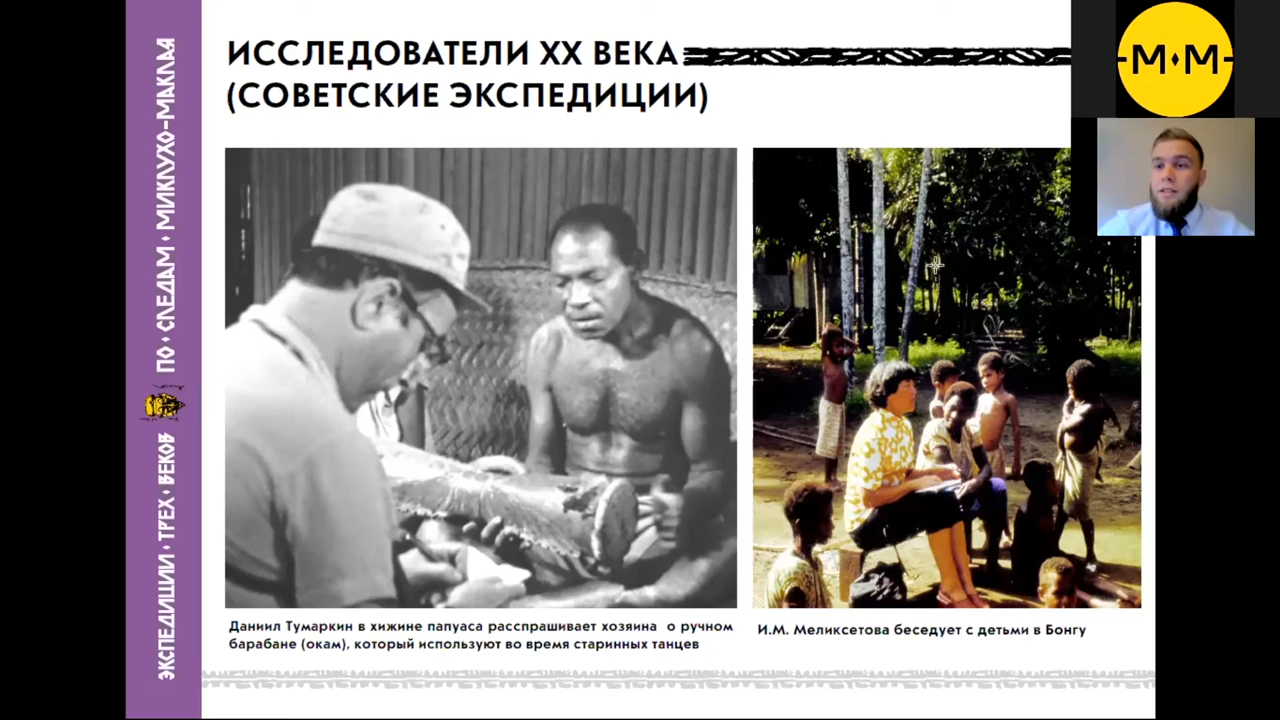 ИССЛЕДОВАТЕЛИ XX ВЕКА
(СОВЕТСКИЕ ЭКСПЕДИЦИИ)
М·М
ЭКСПЕДИЦИИ·ТРЕХ·ВЕКОВ
ПО·СЛЕДАМ·МИКЛУХО-МАКЛАЯ
Даниил Тумаркин в хижине папуаса расспрашивает хозяина о ручном
барабане (окам), который используют во время старинных танцев
И.М. Меликсетова беседует с детьми в Бонгу